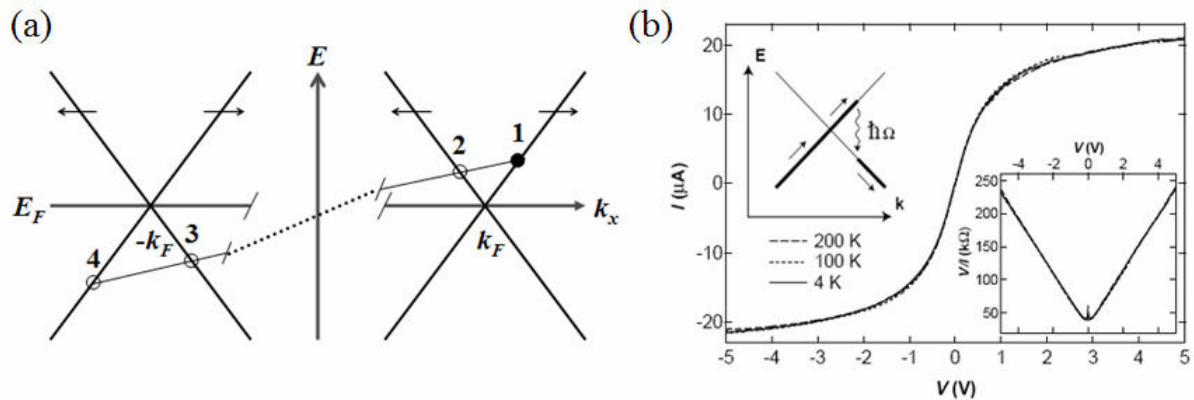 (a)
E
1
2
E_F
-k_F
3
4
k_F
k_x
(b)
20
10
0
-10
-20
I (µA)
-5 -4 -3 -2 -1 0 1 2 3 4 5
V (V)
E
ħΩ
k
200 K
100 K
4 K
V (V)
-4 -2 0 2 4
250
200
150
100
50
V/I (kΩ)